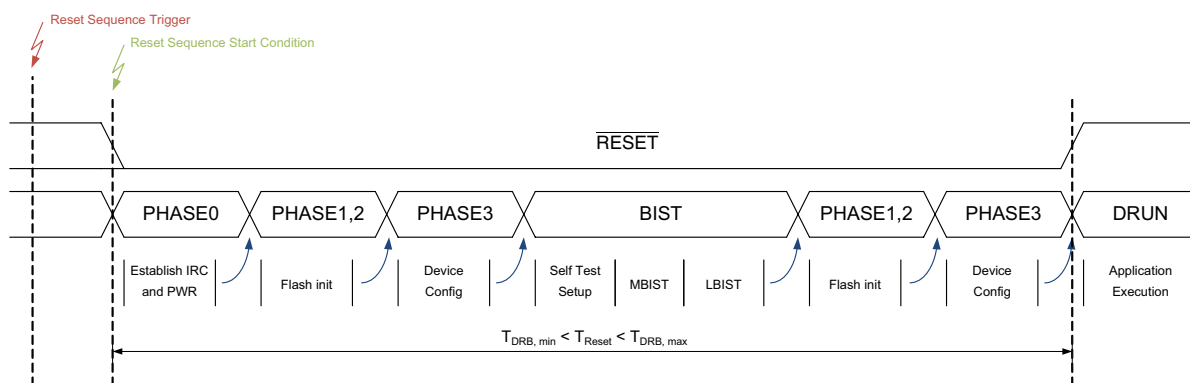 Reset Sequence Trigger
Reset Sequence Start Condition
RESET
PHASE0 PHASE1,2 PHASE3 BIST PHASE1,2 PHASE3 DRUN
Establish IRC
and PWR
Flash init
Device
Config
Self Test
Setup
MBIST
LBIST
Flash init
Device
Config
Application
Execution
TDRB, min < TReset < TDRB, max